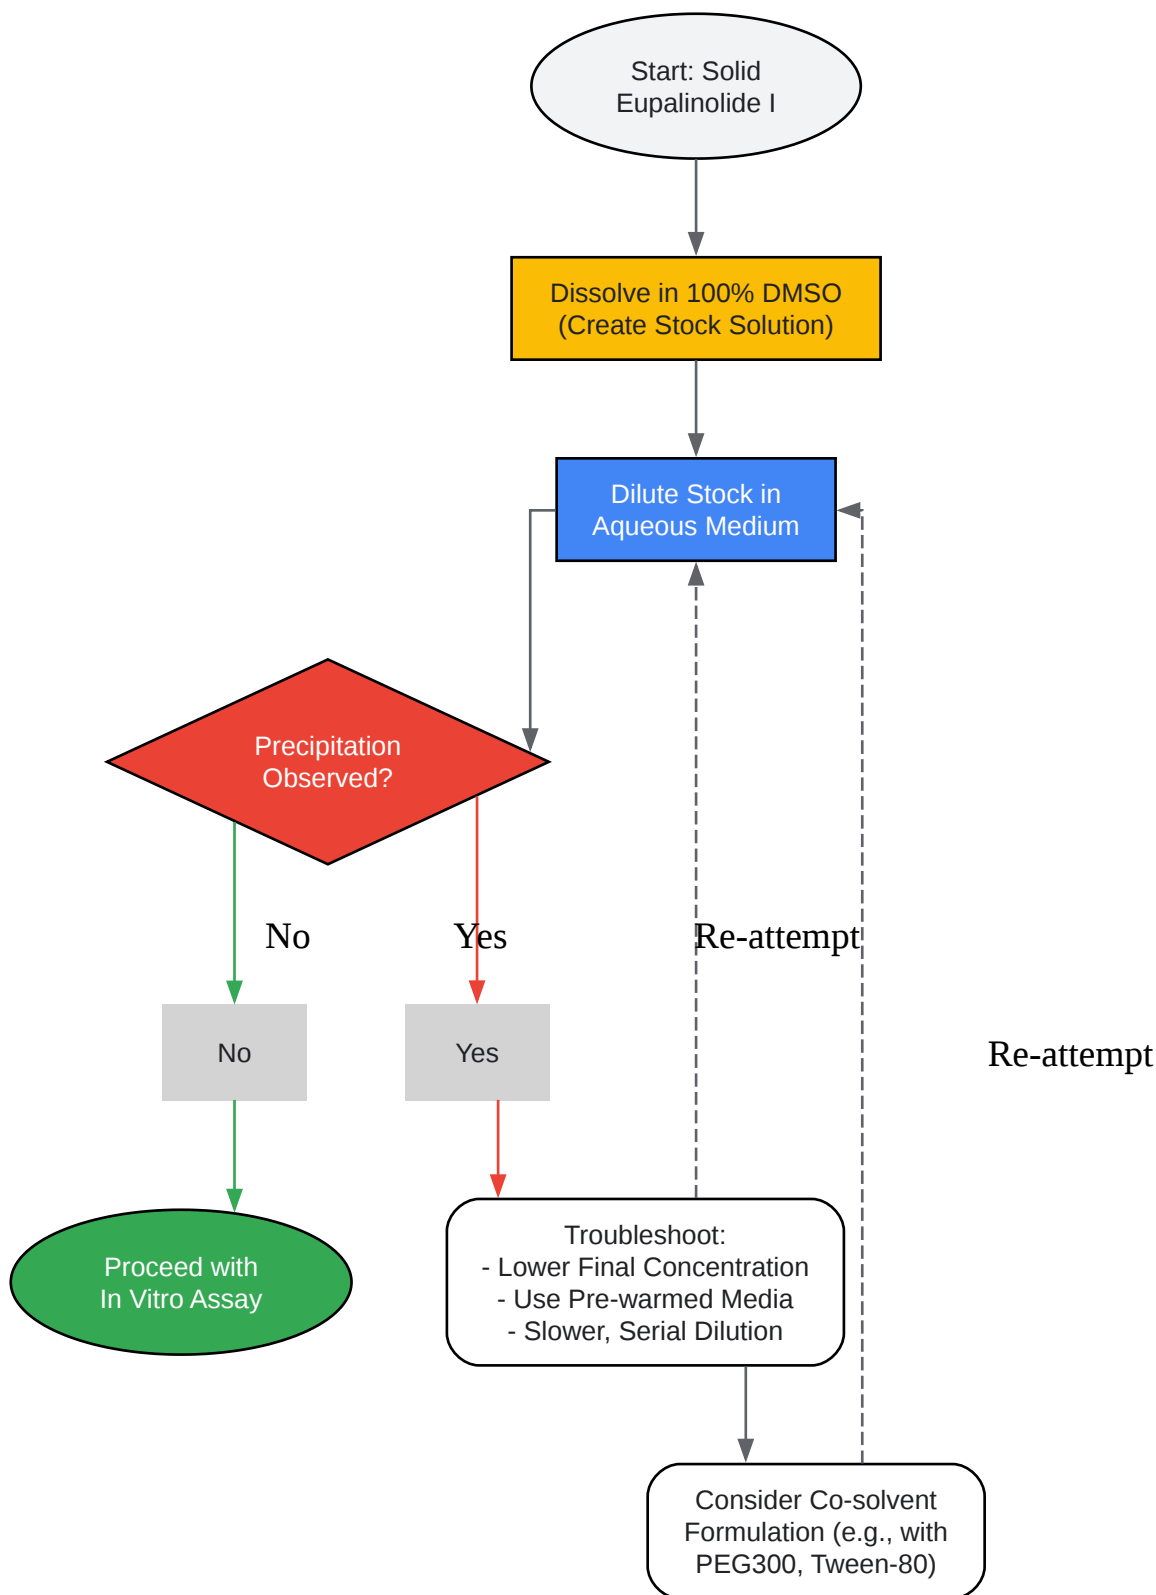 Start: Solid
Eupalinolide I
Dissolve in 100% DMSO
(Create Stock Solution)
Dilute Stock in
Aqueous Medium
Precipitation
Observed?
No
Yes
Re-attempt
No
Yes
Re-attempt
Proceed with
In Vitro Assay
Troubleshoot:
- Lower Final Concentration
- Use Pre-warmed Media
- Slower, Serial Dilution
Consider Co-solvent
Formulation (e.g., with
PEG300, Tween-80)